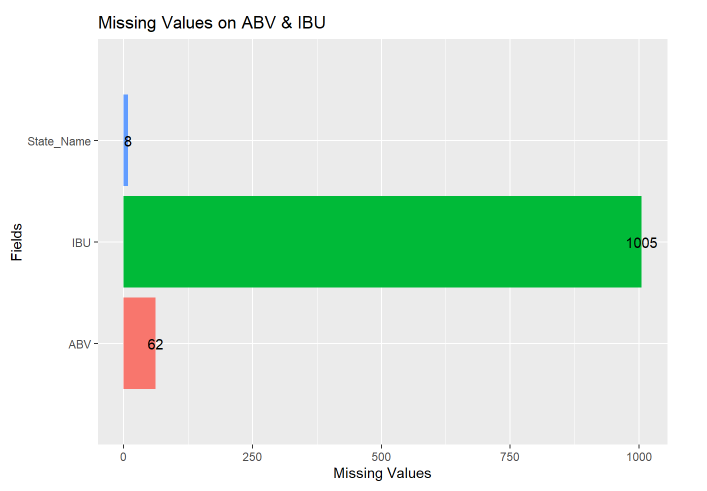 Missing Values on ABV & IBU
State_Name
8
IBU
1005
ABV
62
Fields
0 250 500 750 1000
Missing Values